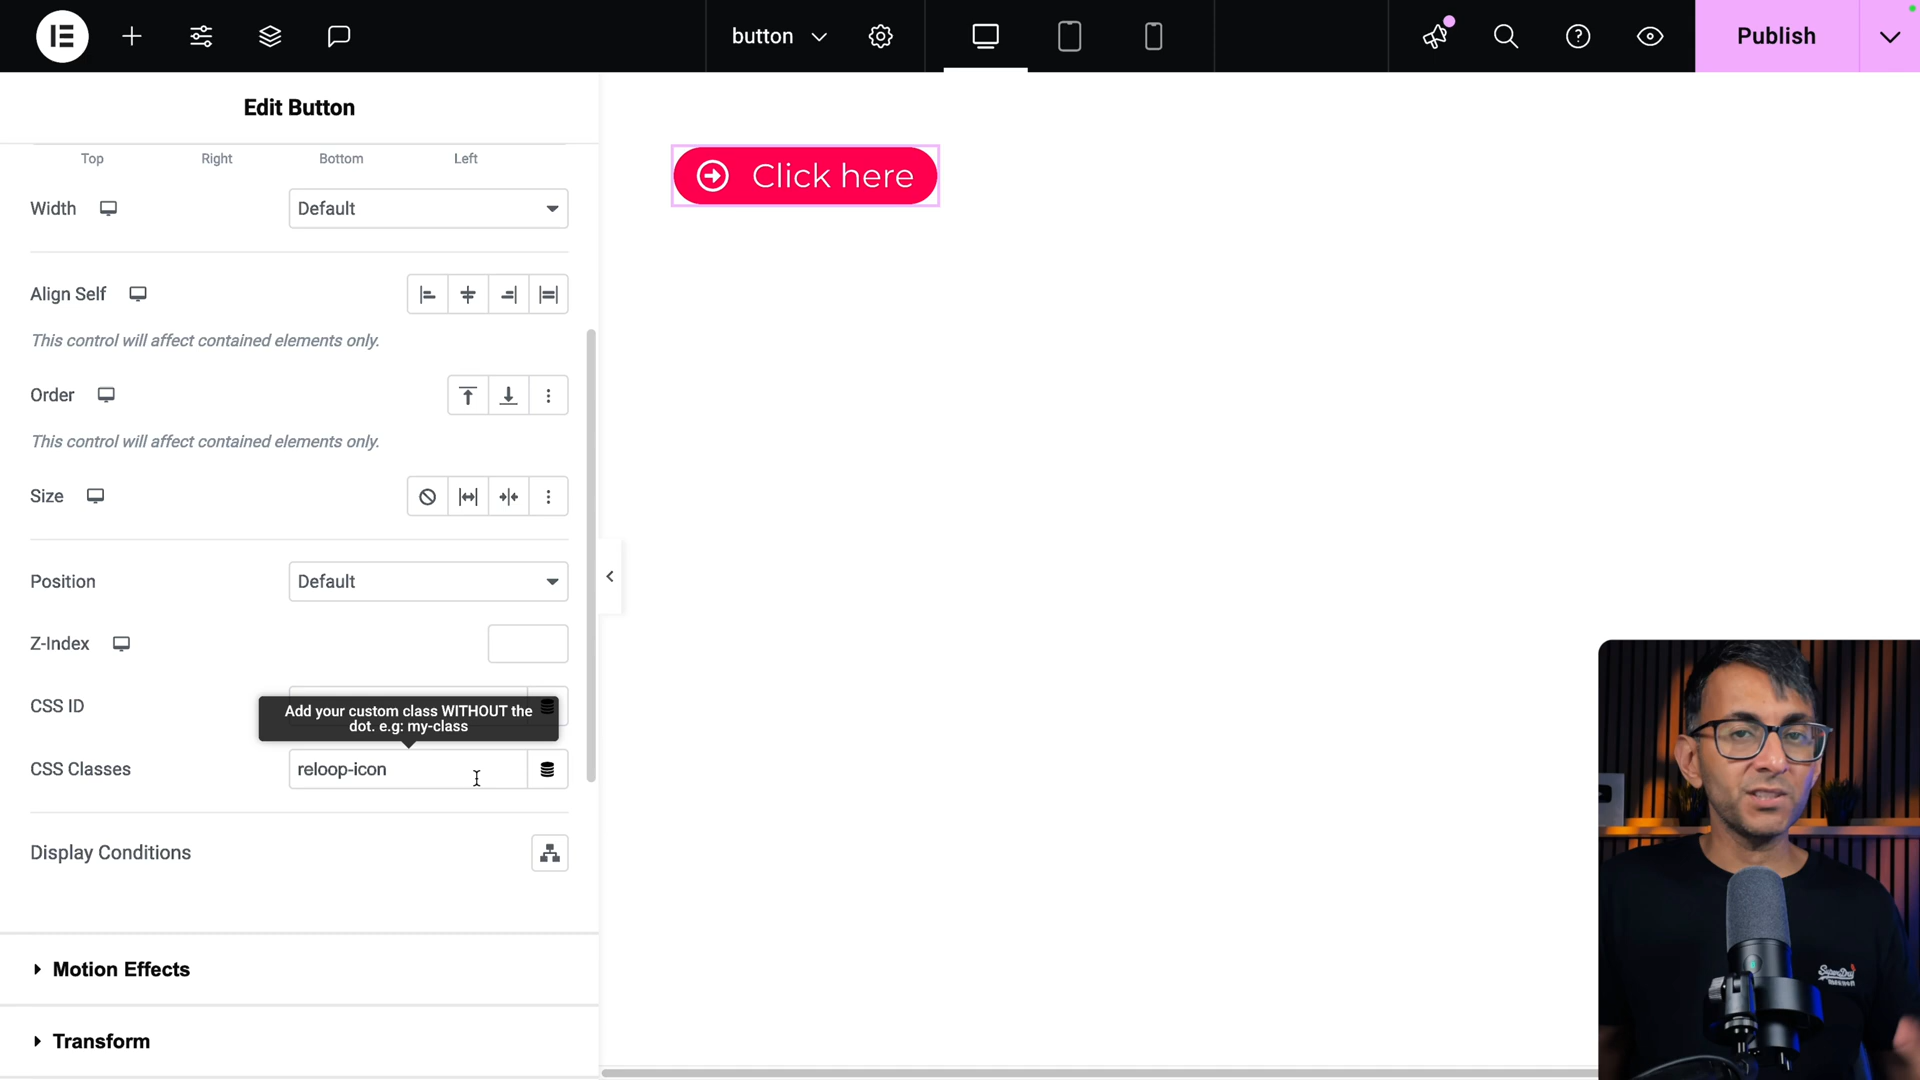 button
Publish
Edit Button
Top Right Bottom Left
Width Default
Align Self
This control will affect contained elements only.
Order
This control will affect contained elements only.
Size
Position Default
Z-Index
CSS ID
Add your custom class WITHOUT the
dot. e.g: my-class
CSS Classes reloop-icon
Display Conditions
Motion Effects
Transform
Click here